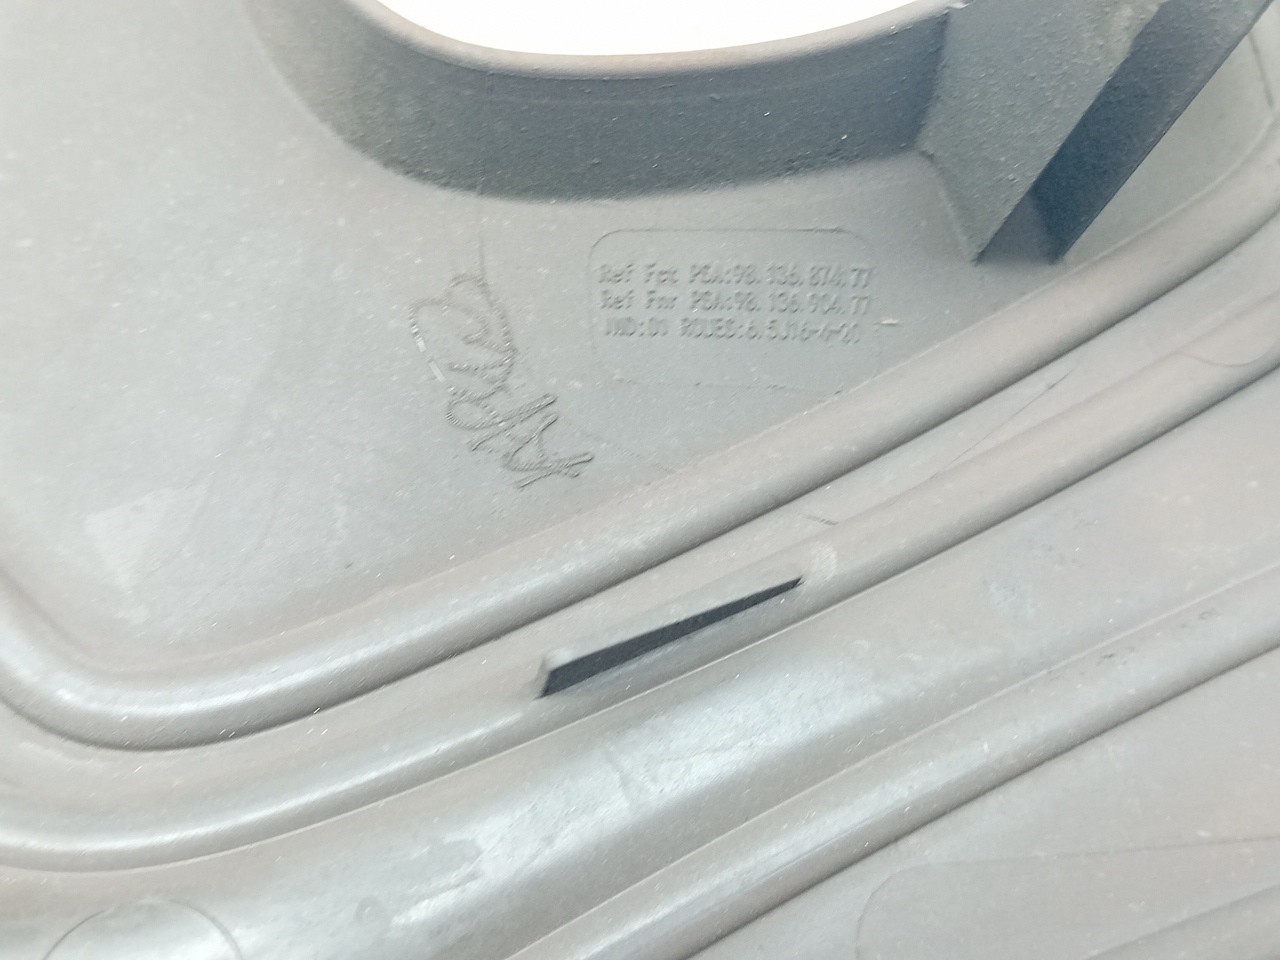 Ref Fct PSA:98.136.874.77
Ref Fnr PSA:98.136.904.77
IND:01 ROUES:6.5J16-4-20